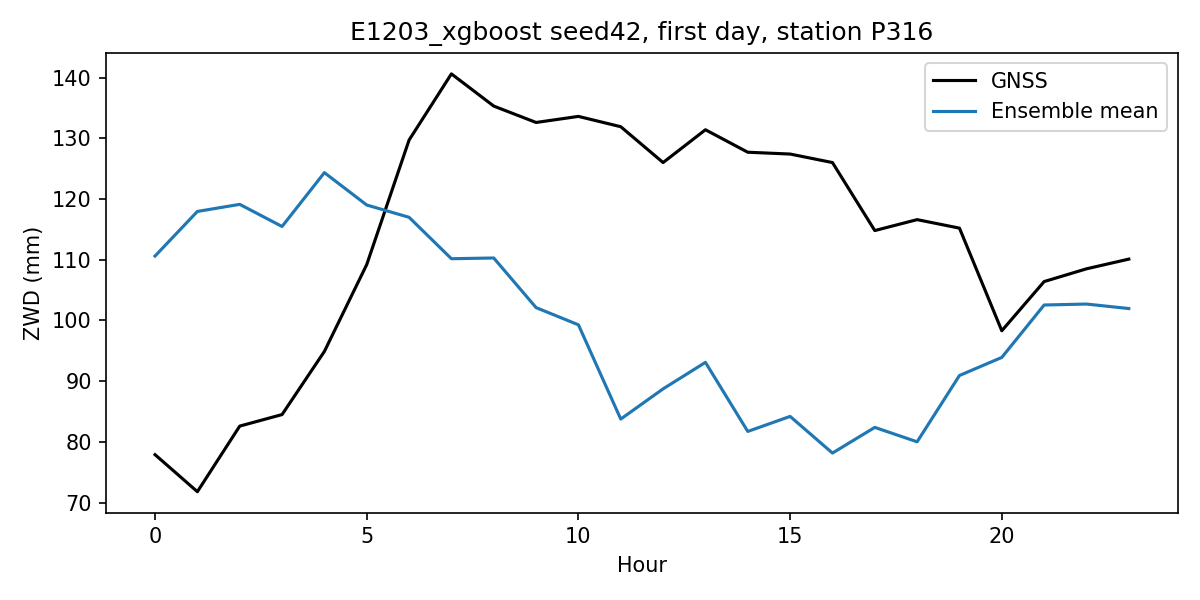 E1203_xgboost seed42, first day, station P316
GNSS
Ensemble mean
ZWD (mm)
140
130
120
110
100
90
80
70
0 5 10 15 20
Hour